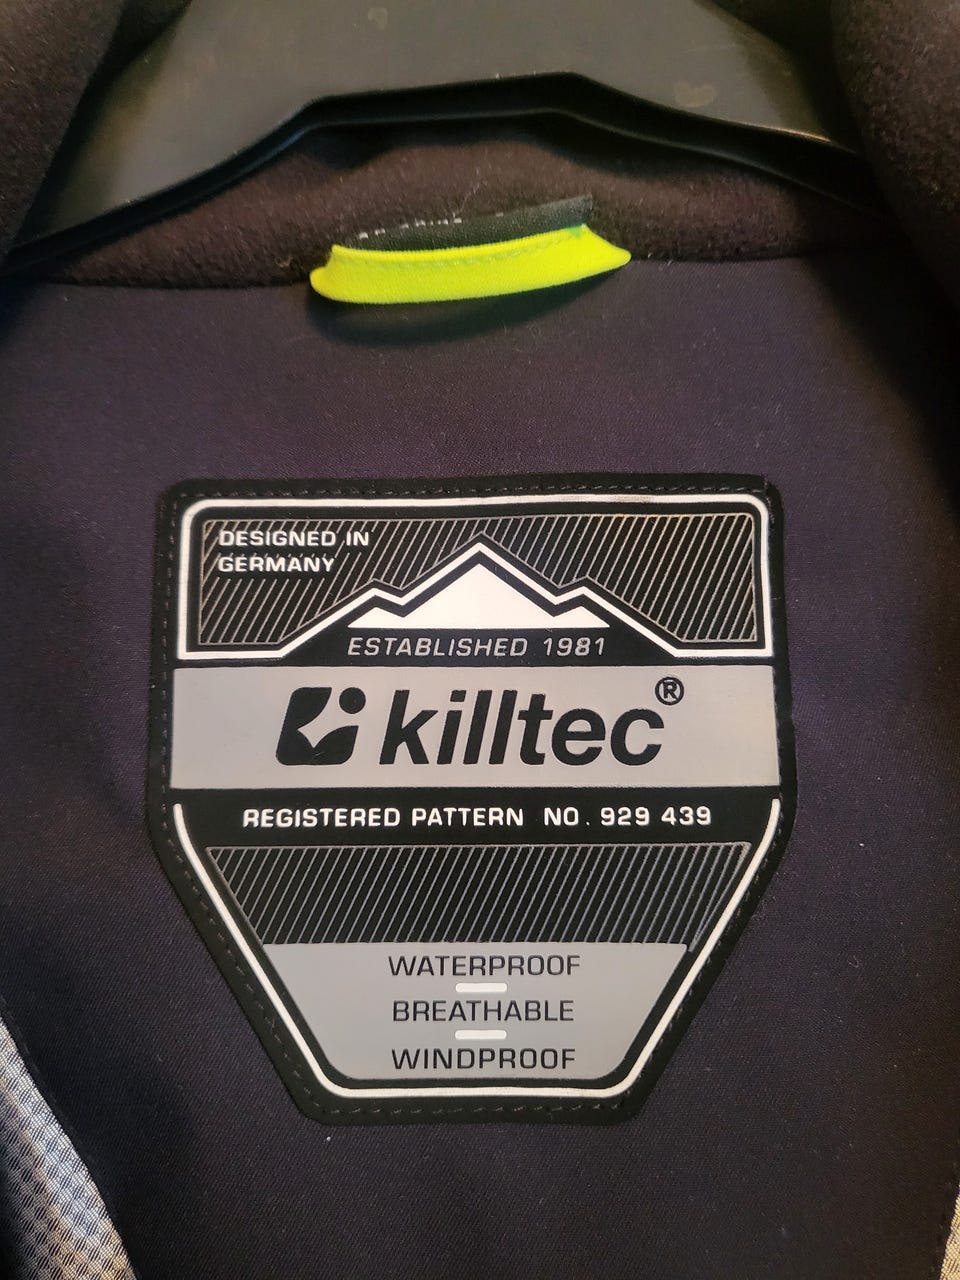 DESIGNED IN
GERMANY
ESTABLISHED 1981
killtec®
REGISTERED PATTERN NO. 929 439
WATERPROOF
BREATHABLE
WINDPROOF